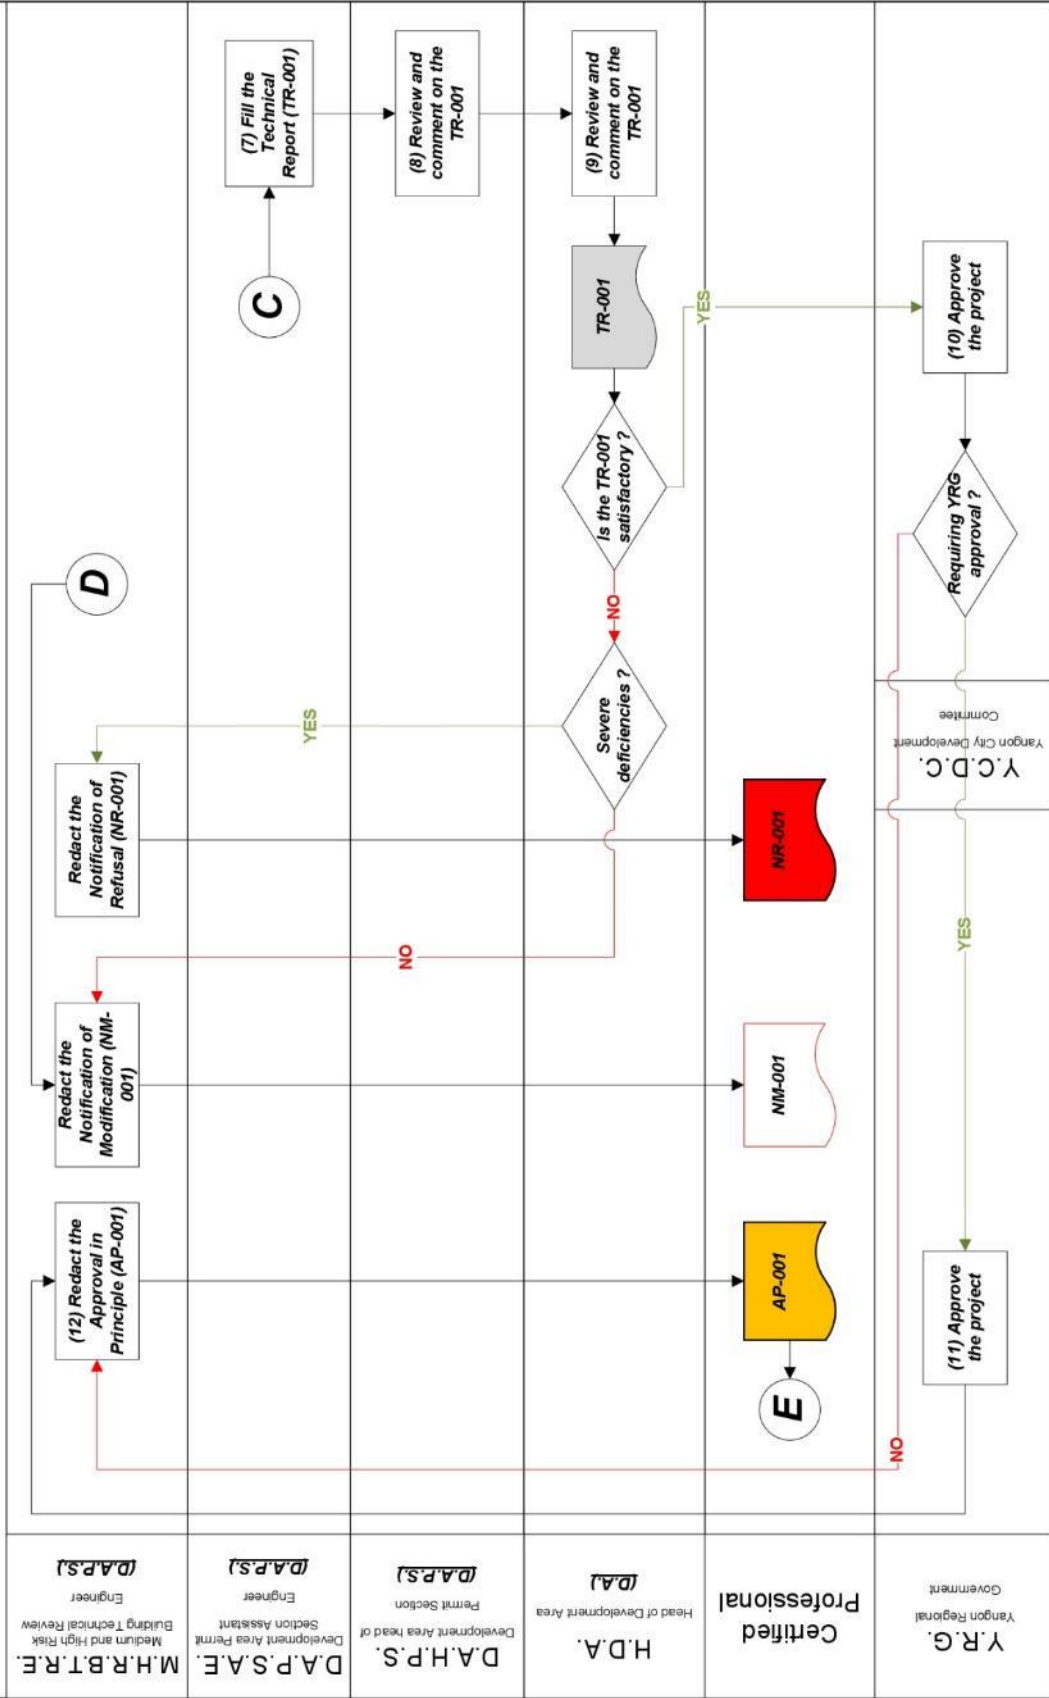 (7) Fill the
Technical
Report (TR-001)
C
(8) Review and
comment on the
TR-001
(9) Review and
comment on the
TR-001
TR-001
Is the TR-001
satisfactory ?
YES
NO
(10) Approve
the project
Requiring YRG
approval ?
D
Severe
deficiencies ?
YES
NO
Redact the
Notification of
Refusal (NR-001)
NR-001
Redact the
Notification of
Modification (NM-
001)
NM-001
Y.C.D.C.
Yangon City Development
Commitee
YES
NO
(11) Approve
the project
(12) Redact the
Approval in
Principle (AP-001)
AP-001
E
M.H.R.B.T.R.E.
Medium and High Risk
Building Technical Review
Engineer
(D.A.P.S.)
D.A.P.S.A.E.
Development Area Permit
Section Assistant
Engineer
(D.A.P.S.)
D.A.H.P.S.
Development Area head of
Permit Section
(D.A.P.S.)
H.D.A.
Head of Development Area
(D.A.)
Certified
Professional
Y.R.G.
Yangon Regional
Government